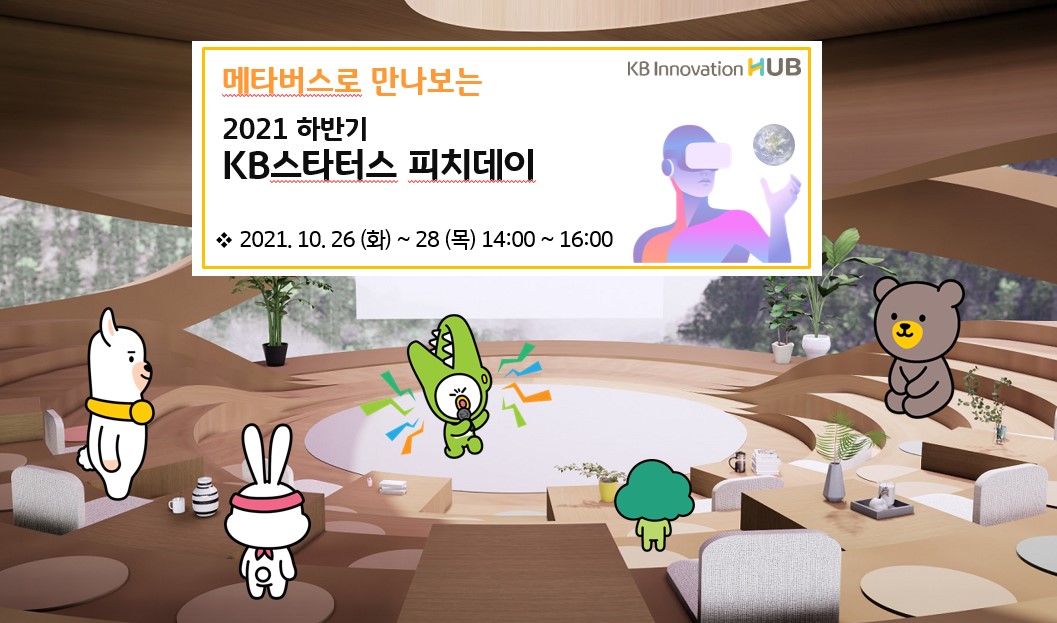 KB Innovation HUB
메타버스로 만나보는
2021 하반기
KB스타터스 피치데이
❖ 2021. 10. 26 (화) ~ 28 (목) 14:00 ~ 16:00